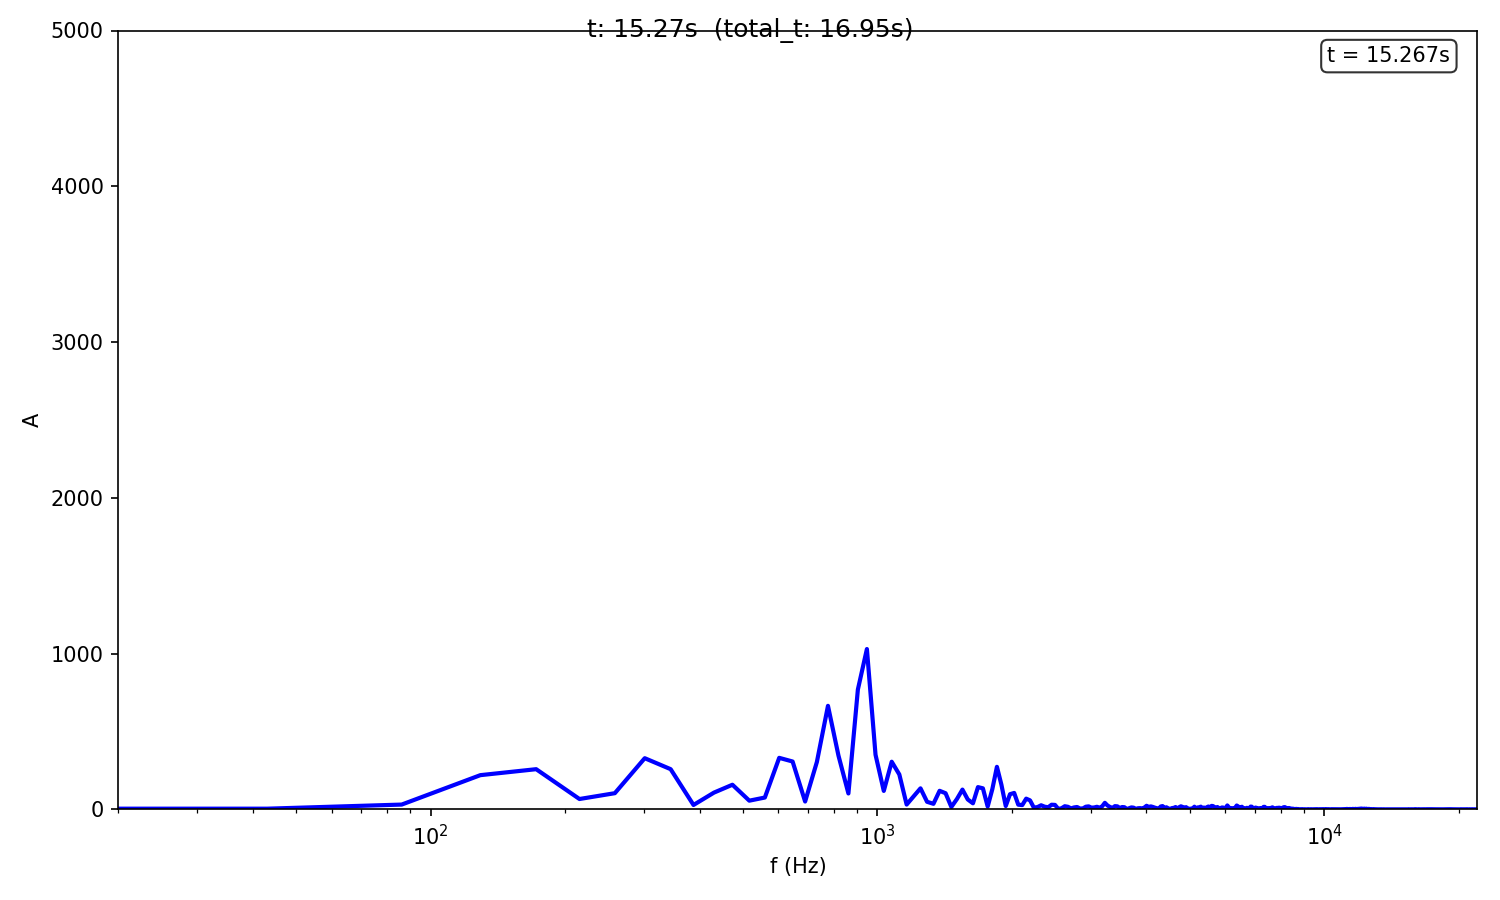 t: 15.27s (total_t: 16.95s)
t = 15.267s
5000
4000
3000
2000
1000
0
A
10²
10³
10⁴
f (Hz)